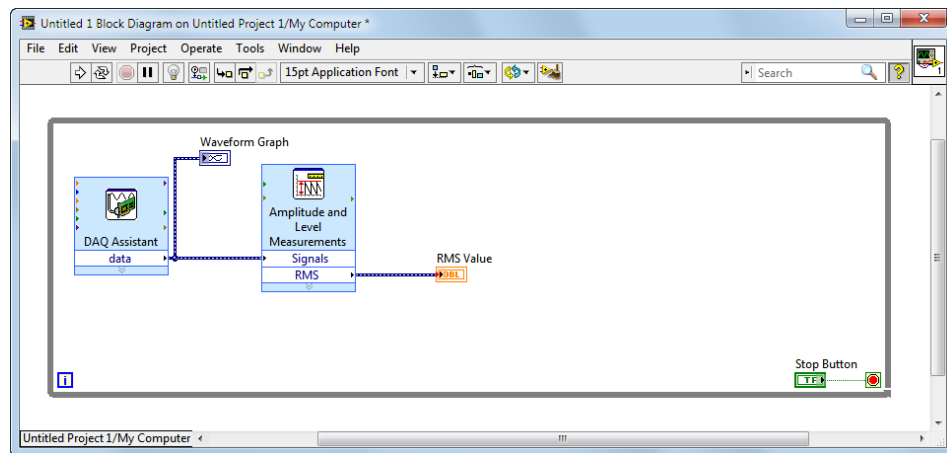 Untitled 1 Block Diagram on Untitled Project 1/My Computer *
File Edit View Project Operate Tools Window Help
15pt Application Font
Search
?
1
Waveform Graph
DAQ Assistant
data
Amplitude and
Level
Measurements
Signals
RMS
RMS Value
DBL
Stop Button
TF
i
Untitled Project 1/My Computer